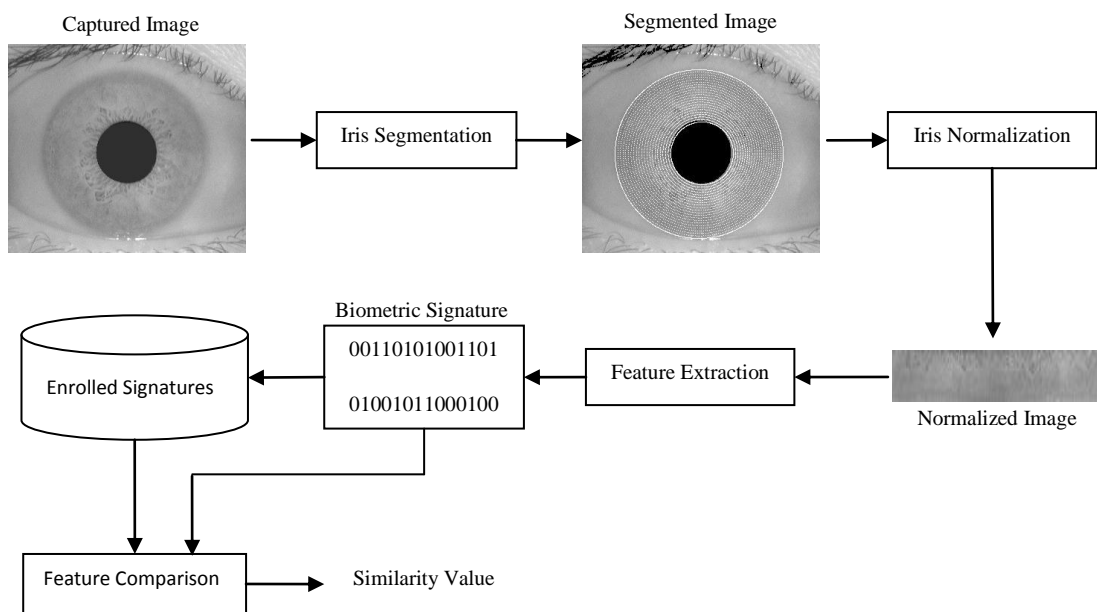 Captured Image
Segmented Image
Iris Segmentation
Iris Normalization
Biometric Signature
00110101001101
01001011000100
Enrolled Signatures
Feature Extraction
Normalized Image
Feature Comparison
Similarity Value